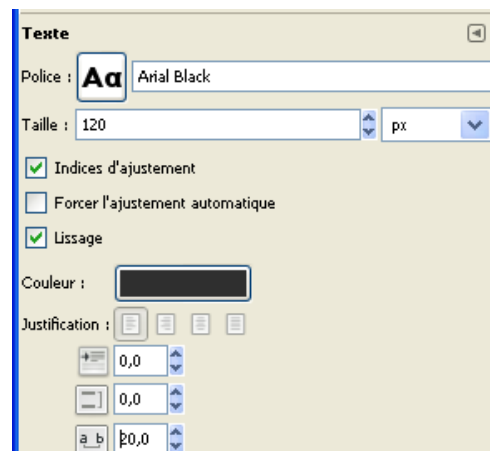 Texte
Police : Aa Arial Black
Taille : 120 px
Indices d'ajustement
Forcer l'ajustement automatique
Lissage
Couleur :
Justification :
0,0
0,0
a_b 20,0